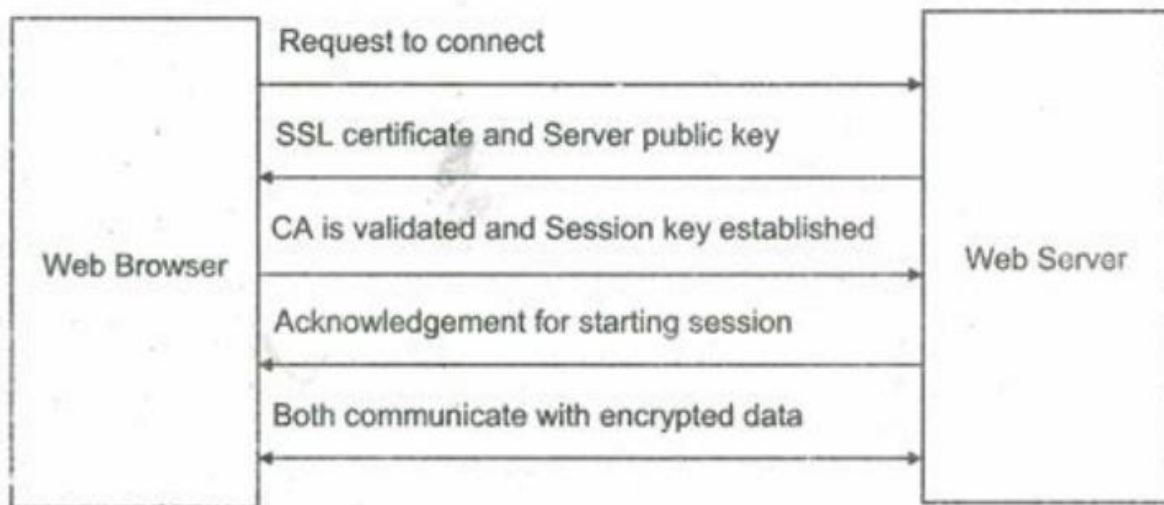 Request to connect
SSL certificate and Server public key
CA is validated and Session key established
Web Browser
Web Server
Acknowledgement for starting session
Both communicate with encrypted data